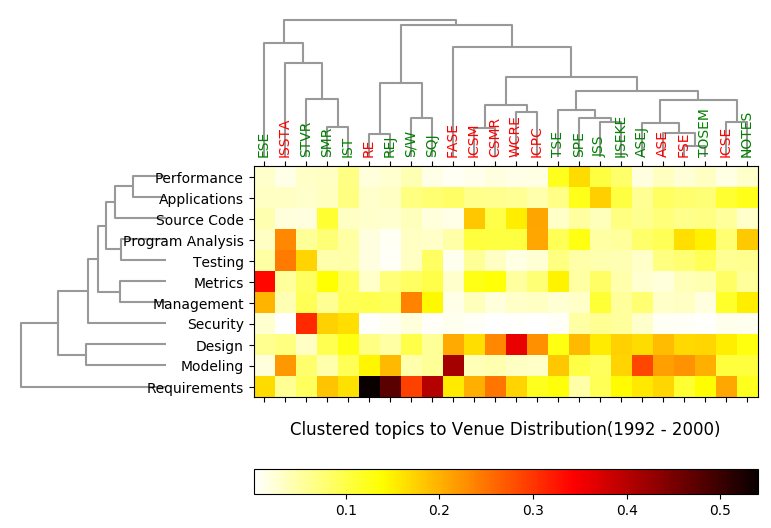 ESE
ISSTA
STVR
SMR
IST
RE
REJ
S/W
SQJ
FASE
ICSM
CSMR
WCRE
ICPC
TSE
SPE
JSS
IJSEKE
ASEJ
ASE
FSE
TOSEM
ICSE
NOTES
Performance
Applications
Source Code
Program Analysis
Testing
Metrics
Management
Security
Design
Modeling
Requirements
Clustered topics to Venue Distribution(1992 - 2000)
0.1 0.2 0.3 0.4 0.5